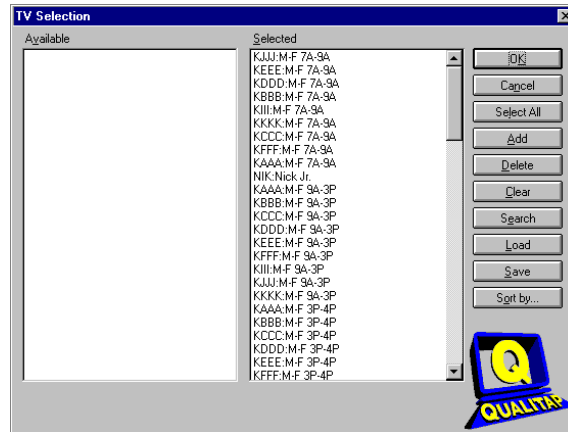 TV Selection
Available
Selected
KJJJ:M-F 7A-9A
KEEE:M-F 7A-9A
KDDD:M-F 7A-9A
KBBB:M-F 7A-9A
KIII:M-F 7A-9A
KKKK:M-F 7A-9A
KCCC:M-F 7A-9A
KFFF:M-F 7A-9A
KAAA:M-F 7A-9A
NIK:Nick Jr.
KAAA:M-F 9A-3P
KBBB:M-F 9A-3P
KCCC:M-F 9A-3P
KDDD:M-F 9A-3P
KEEE:M-F 9A-3P
KFFF:M-F 9A-3P
KIII:M-F 9A-3P
KJJJ:M-F 9A-3P
KKKK:M-F 9A-3P
KAAA:M-F 3P-4P
KBBB:M-F 3P-4P
KCCC:M-F 3P-4P
KDDD:M-F 3P-4P
KEEE:M-F 3P-4P
KFFF:M-F 3P-4P
OK
Cancel
Select All
Add
Delete
Clear
Search
Load
Save
Sort by...
Q
QUALITAP